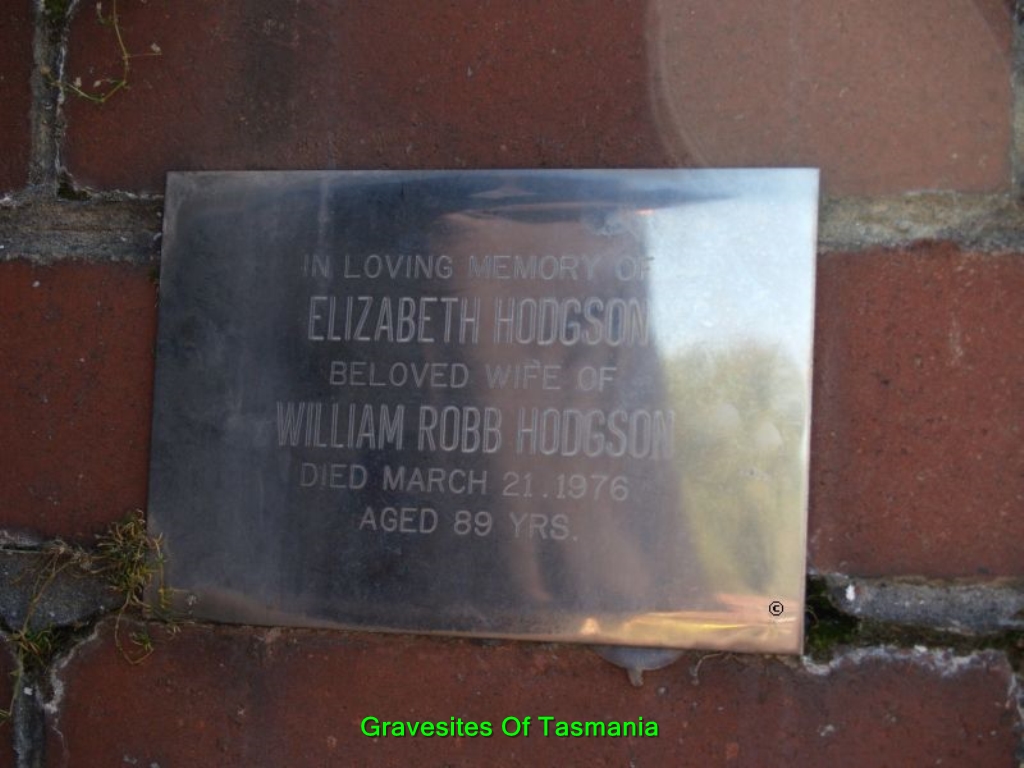 IN LOVING MEMORY OF
ELIZABETH HODGSON
BELOVED WIFE OF
WILLIAM ROBB HODGSON
DIED MARCH 21.1976
AGED 89 YRS.
©
Gravesites Of Tasmania